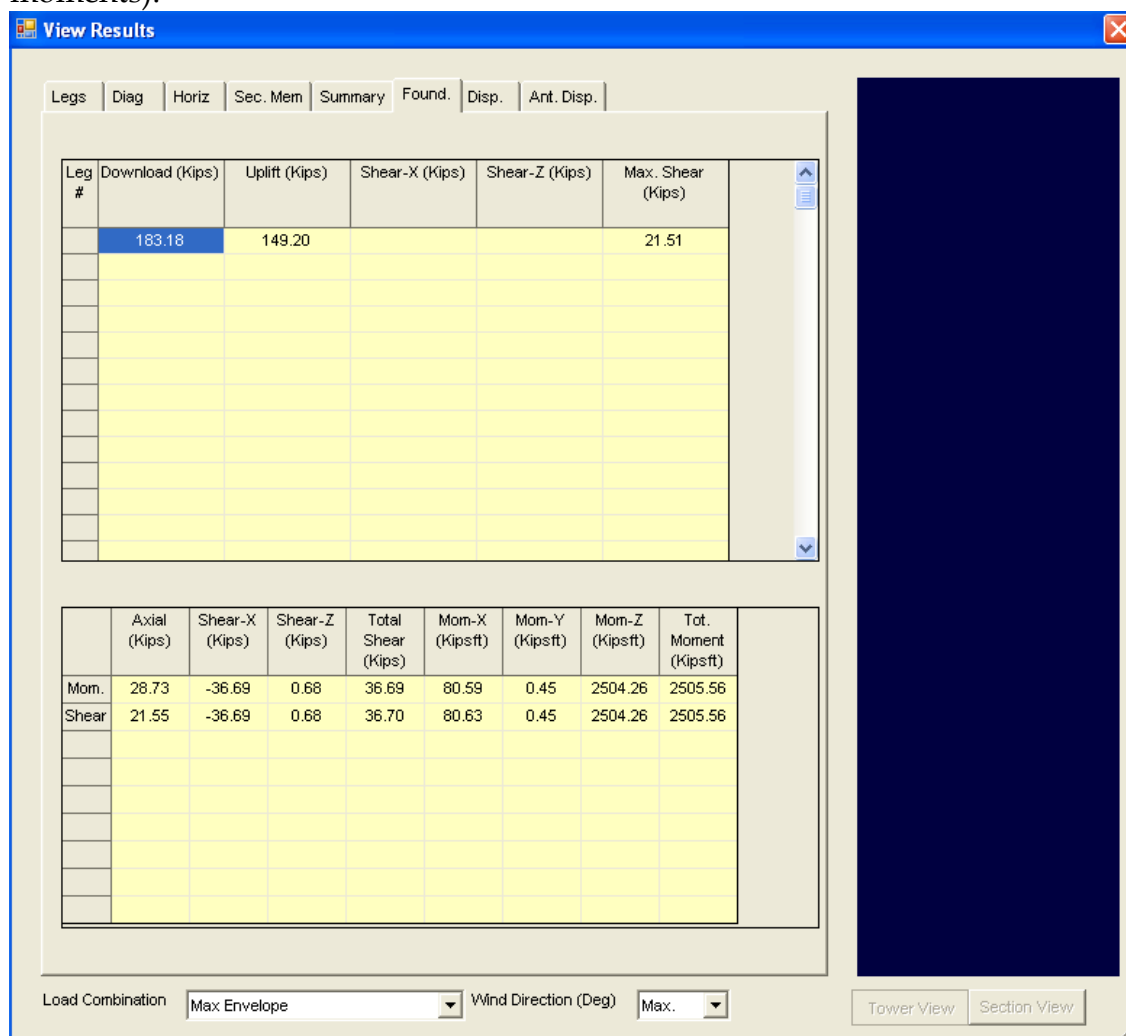 moments).
View Results
Legs Diag Horiz Sec. Mem Summary Found. Disp. Ant. Disp.
Leg # Download (Kips) Uplift (Kips) Shear-X (Kips) Shear-Z (Kips) Max. Shear (Kips)
183.18 149.20 21.51
Axial (Kips) Shear-X (Kips) Shear-Z (Kips) Total Shear (Kips) Mom-X (Kipsft) Mom-Y (Kipsft) Mom-Z (Kipsft) Tot. Moment (Kipsft)
Mom. 28.73 -36.69 0.68 36.69 80.59 0.45 2504.26 2505.56
Shear 21.55 -36.69 0.68 36.70 80.63 0.45 2504.26 2505.56
Load Combination Max Envelope Wind Direction (Deg) Max. Tower View Section View